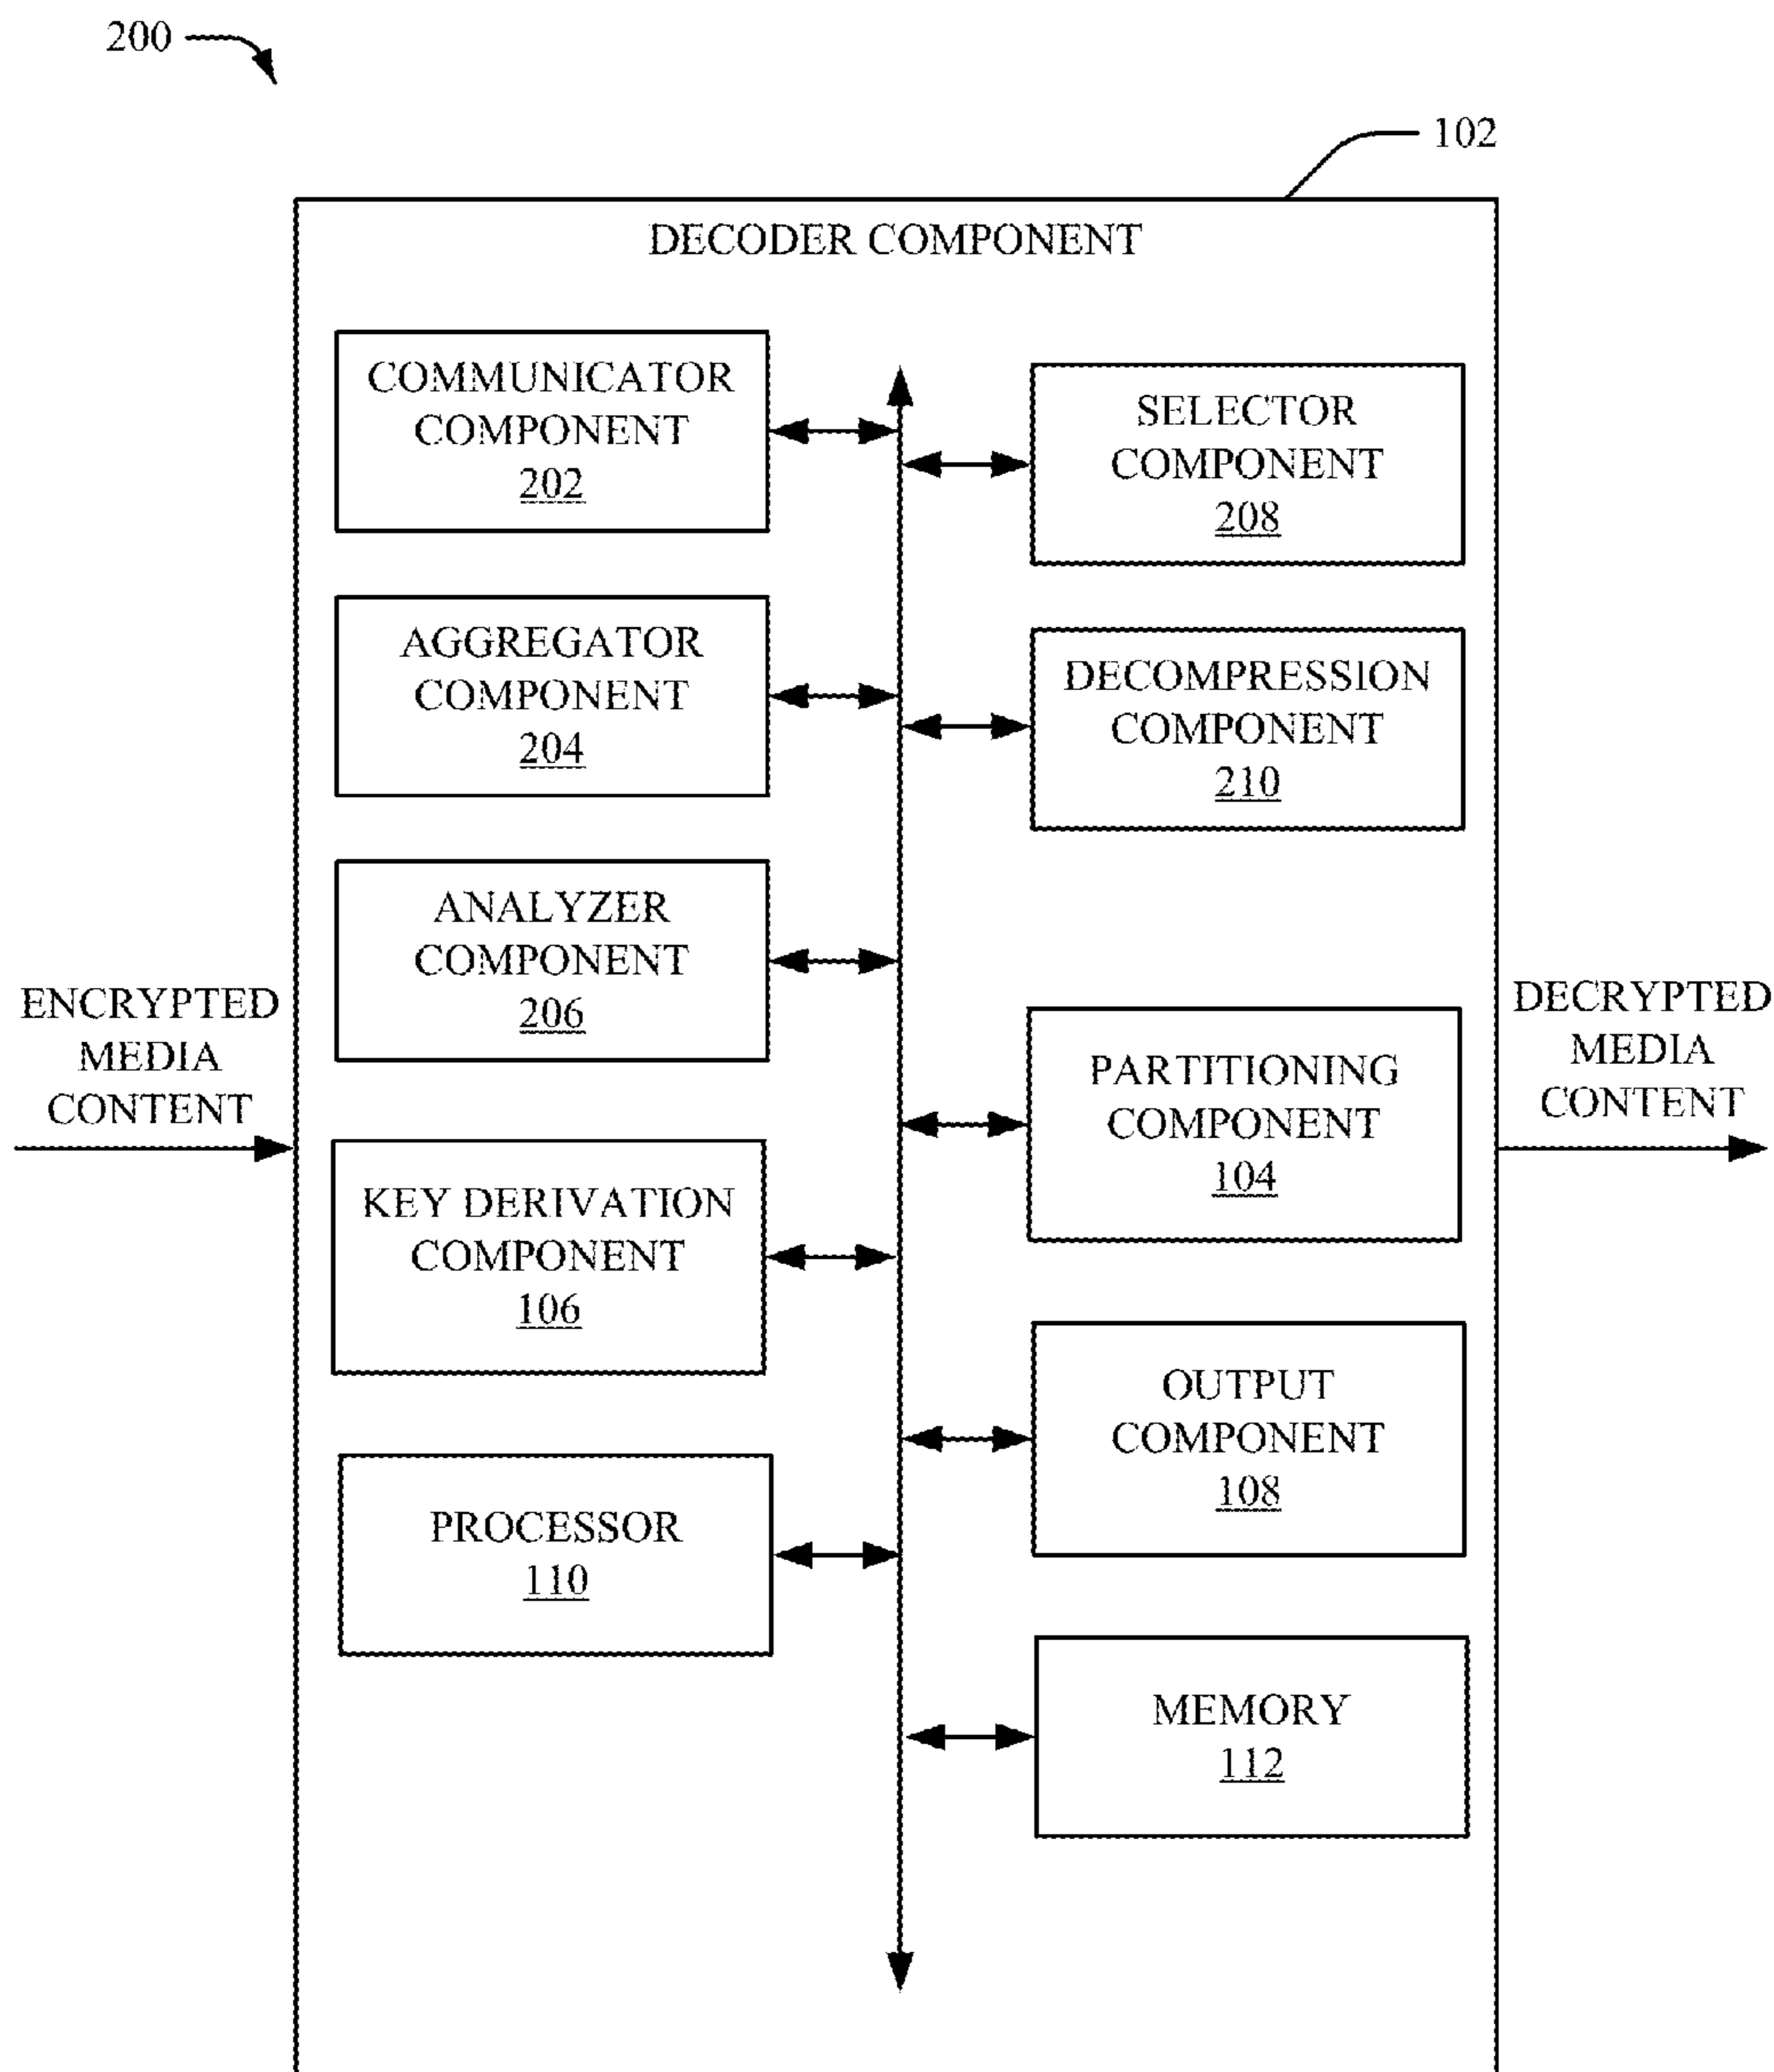 200
102
DECODER COMPONENT
COMMUNICATOR
COMPONENT
202
SELECTOR
COMPONENT
208
AGGREGATOR
COMPONENT
204
DECOMPRESSION
COMPONENT
210
ANALYZER
COMPONENT
206
ENCRYPTED
MEDIA
CONTENT
PARTITIONING
COMPONENT
104
DECRYPTED
MEDIA
CONTENT
KEY DERIVATION
COMPONENT
106
OUTPUT
COMPONENT
108
PROCESSOR
110
MEMORY
112